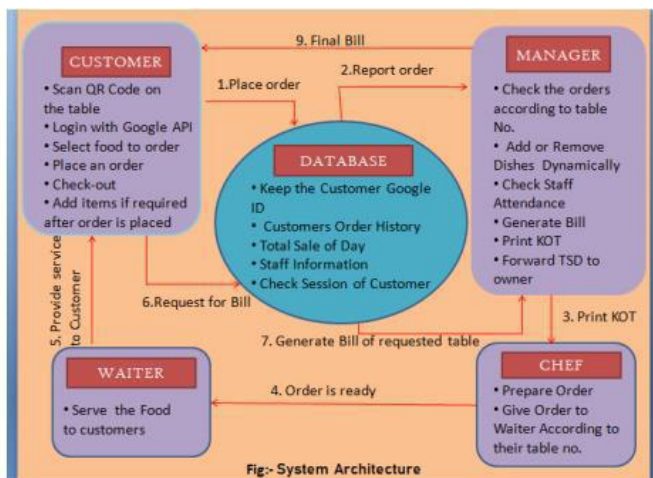 9. Final Bill
CUSTOMER
• Scan QR Code on
the table
• Login with Google API
• Select food to order
• Place an order
• Check-out
• Add items if required
after order is placed
1.Place order
2.Report order
MANAGER
• Check the orders
according to table
No.
• Add or Remove
Dishes Dynamically
• Check Staff
Attendance
• Generate Bill
• Print KOT
• Forward TSD to
owner
DATABASE
• Keep the Customer Google
ID
• Customers Order History
• Total Sale of Day
• Staff Information
• Check Session of Customer
5. Provide service
to Customer
6.Request for Bill
7. Generate Bill of requested table
3. Print KOT
WAITER
• Serve the Food
to customers
4. Order is ready
CHEF
• Prepare Order
• Give Order to
Waiter According to
their table no.
Fig:- System Architecture